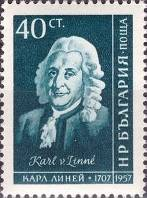 40 СТ.
НР БЪЛГАРИЯ·ПОЩА
Karl v Linné
КАРЛ ЛИНЕЙ • 1707 1957